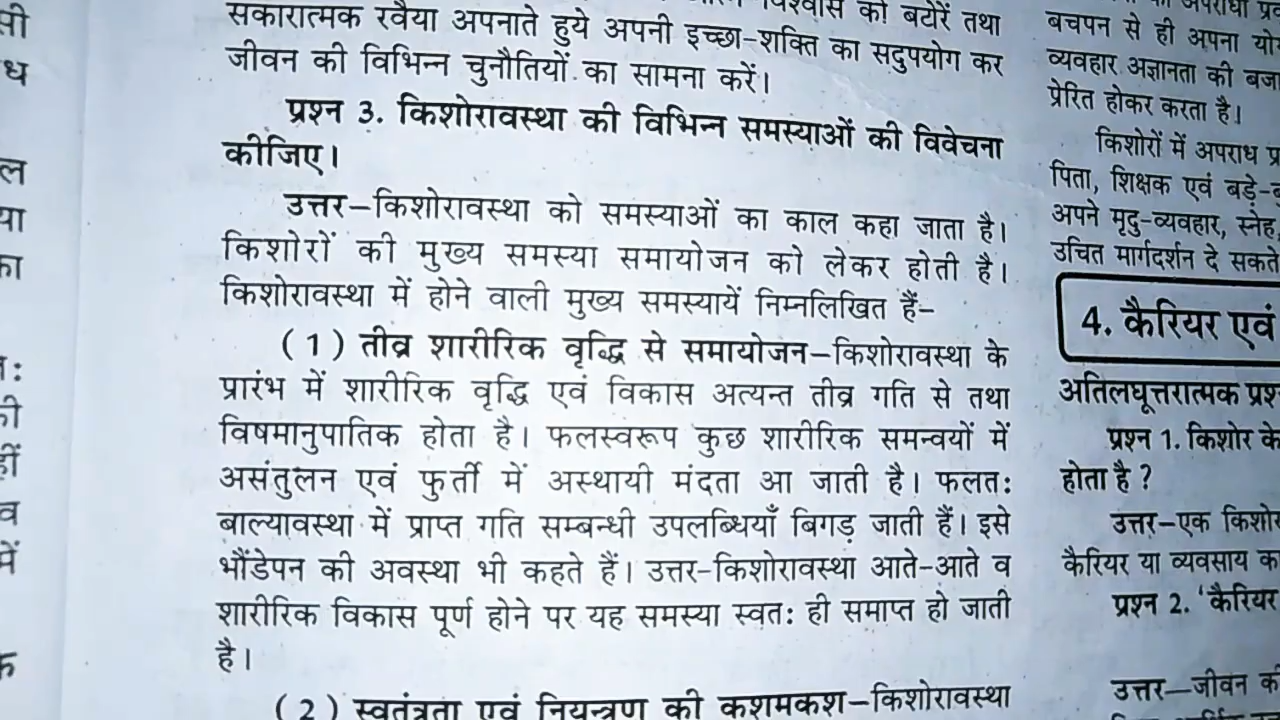 सी
ध
ल
या
का
त:
की
हीं
व
में
क
को बटोरें तथा
सकारात्मक रवैया अपनाते हुये अपनी इच्छा-शक्ति का सदुपयोग कर
जीवन की विभिन्न चुनौतियों का सामना करें।
प्रश्न 3. किशोरावस्था की विभिन्न समस्याओं की विवेचना
कीजिए।
उत्तर–किशोरावस्था को समस्याओं का काल कहा जाता है।
किशोरों की मुख्य समस्या समायोजन को लेकर होती है।
किशोरावस्था में होने वाली मुख्य समस्यायें निम्नलिखित हैं–
(1) तीव्र शारीरिक वृद्धि से समायोजन–किशोरावस्था के
प्रारंभ में शारीरिक वृद्धि एवं विकास अत्यन्त तीव्र गति से तथा
विषमानुपातिक होता है। फलस्वरूप कुछ शारीरिक समन्वयों में
असंतुलन एवं फुर्ती में अस्थायी मंदता आ जाती है। फलत:
बाल्यावस्था में प्राप्त गति सम्बन्धी उपलब्धियाँ बिगड़ जाती हैं। इसे
भौंडेपन की अवस्था भी कहते हैं। उत्तर-किशोरावस्था आते-आते व
शारीरिक विकास पूर्ण होने पर यह समस्या स्वत: ही समाप्त हो जाती
है।
(2) स्वतंत्रता एवं नियन्त्रण की कशमकश–किशोरावस्था
बचपन से ही अपना
व्यवहार अज्ञानता की
प्रेरित होकर करता है।
किशोरों में अपराध
पिता, शिक्षक एवं
अपने मृदु-व्यवहार, स्नेह,
उचित मार्गदर्शन दे सकते
4. कैरियर एवं
अतिलघूत्तरात्मक
प्रश्न 1. किशोर के
होता है ?
उत्तर–एक
कैरियर या व्यवसाय
प्रश्न 2. 'कैरियर
उत्तर—जीवन